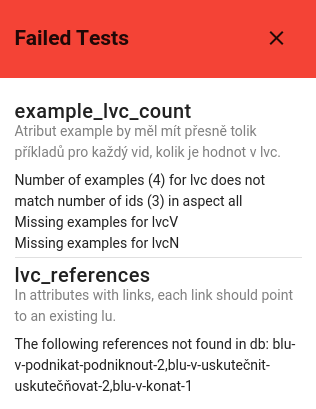 Failed Tests
example_lvc_count
Atribut example by měl mít přesně tolik
příkladů pro každý vid, kolik je hodnot v lvc.
Number of examples (4) for lvc does not
match number of ids (3) in aspect all
Missing examples for lvcV
Missing examples for lvcN
lvc_references
In attributes with links, each link should point
to an existing lu.
The following references not found in db: blu-
v-podnikat-podniknout-2,blu-v-uskutečnit-
uskutečňovat-2,blu-v-konat-1